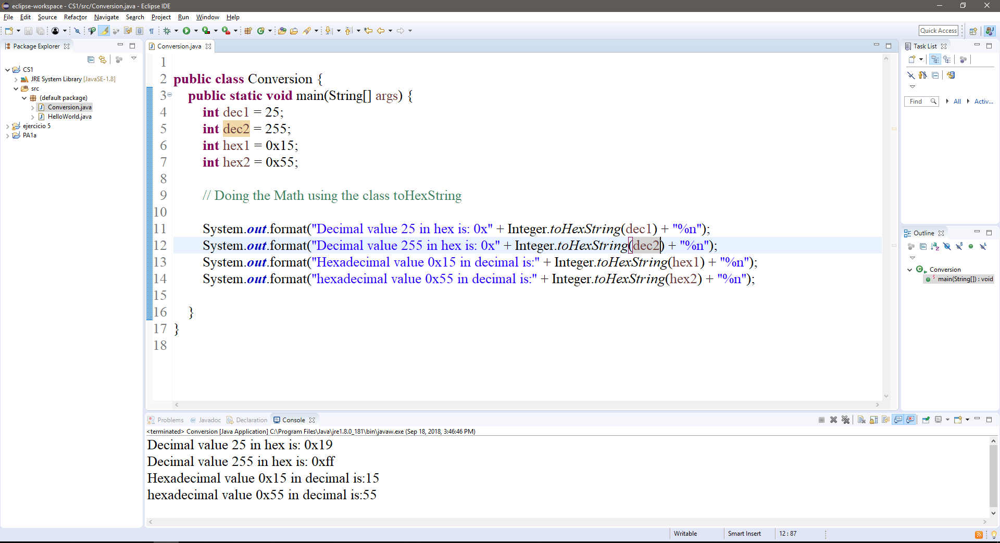 eclipse-workspace - CS1/src/Conversion.java - Eclipse IDE
File Edit Source Refactor Navigate Search Project Run Window Help
Quick Access
Package Explorer
CS1
JRE System Library [JavaSE-1.8]
src
(default package)
Conversion.java
HelloWorld.java
ejercicio 5
PA1a
Conversion.java
1
2 public class Conversion {
3 public static void main(String[] args) {
4 int dec1 = 25;
5 int dec2 = 255;
6 int hex1 = 0x15;
7 int hex2 = 0x55;
8
9 // Doing the Math using the class toHexString
10
11 System.out.format("Decimal value 25 in hex is: 0x" + Integer.toHexString(dec1) + "%n");
12 System.out.format("Decimal value 255 in hex is: 0x" + Integer.toHexString(dec2) + "%n");
13 System.out.format("Hexadecimal value 0x15 in decimal is:" + Integer.toHexString(hex1) + "%n");
14 System.out.format("hexadecimal value 0x55 in decimal is:" + Integer.toHexString(hex2) + "%n");
15
16 }
17 }
18
Task List
Find All Activ...
Outline
Conversion
main(String[]) : void
Problems @ Javadoc Declaration Console
<terminated> Conversion [Java Application] C:\Program Files\Java\jre1.8.0_181\bin\javaw.exe (Sep 18, 2018, 3:46:46 PM)
Decimal value 25 in hex is: 0x19
Decimal value 255 in hex is: 0xff
Hexadecimal value 0x15 in decimal is:15
hexadecimal value 0x55 in decimal is:55
Writable Smart Insert 12 : 87